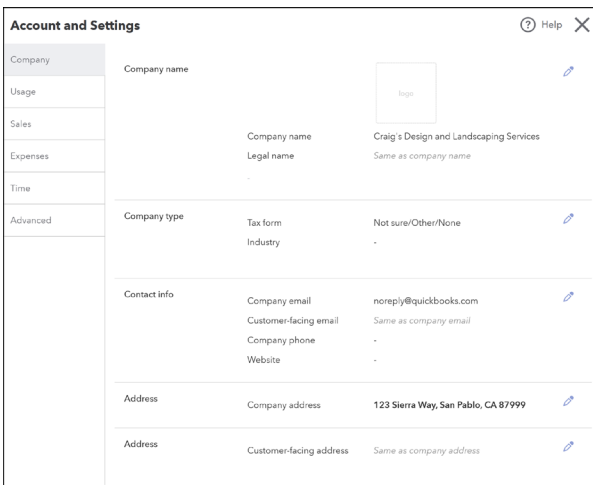 Account and Settings
? Help
Company
Usage
Sales
Expenses
Time
Advanced
Company name
logo
Company name Craig's Design and Landscaping Services
Legal name Same as company name
Company type
Tax form Not sure/Other/None
Industry -
Contact info
Company email noreply@quickbooks.com
Customer-facing email Same as company email
Company phone -
Website -
Address
Company address 123 Sierra Way, San Pablo, CA 87999
Address
Customer-facing address Same as company address